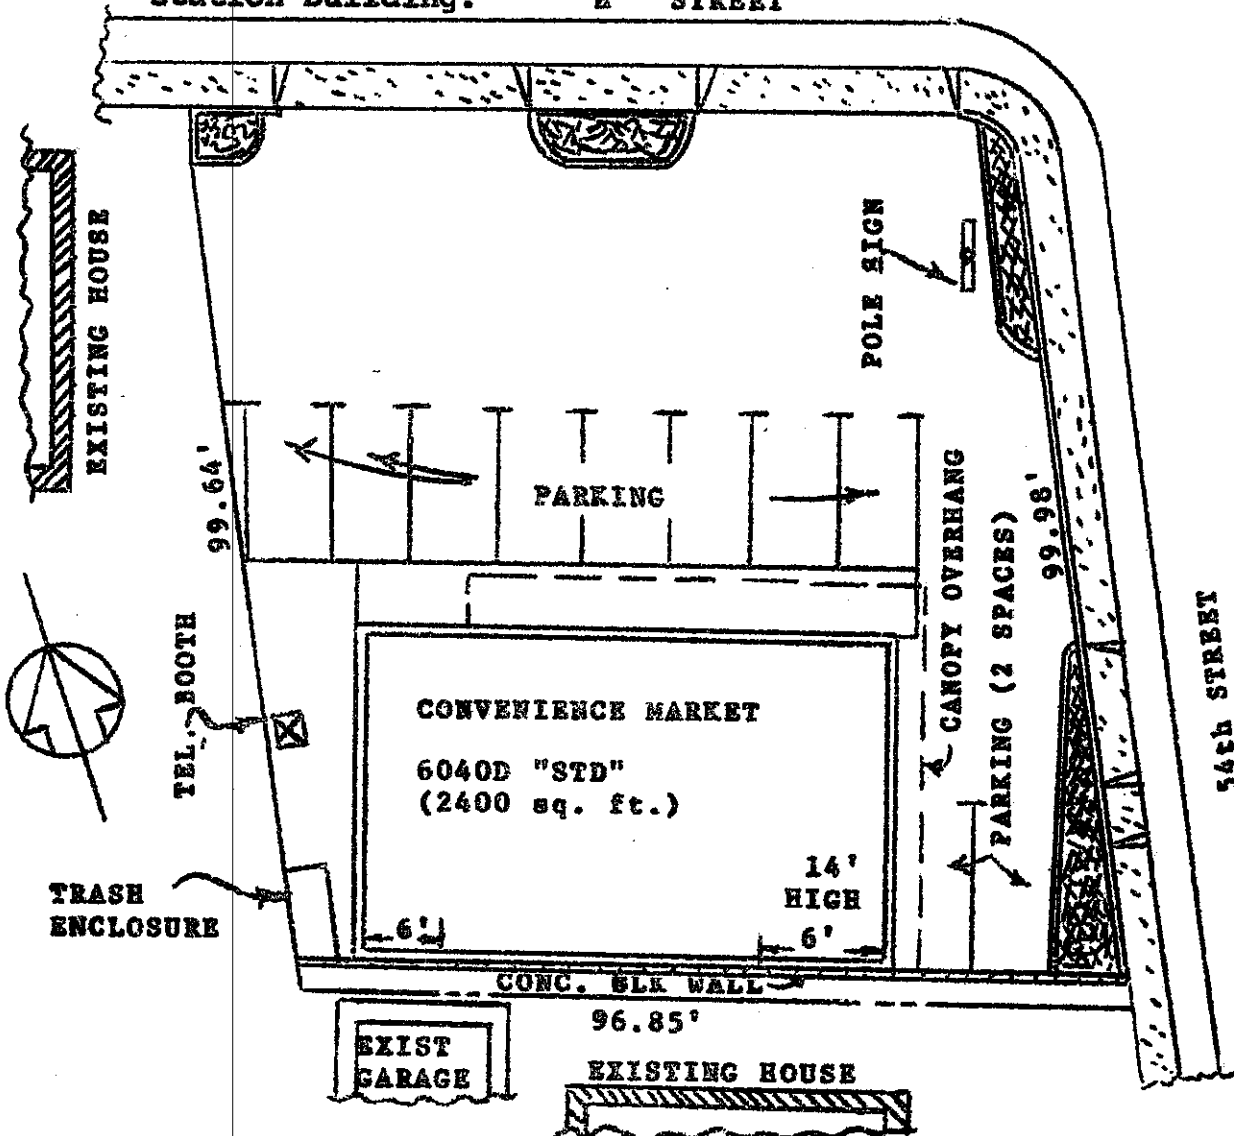 Station Building.
E STREET
EXISTING HOUSE
POLE SIGN
99.64'
PARKING
CANOPY OVERHANG
PARKING (2 SPACES)
99.98'
54th STREET
TEL. BOOTH
CONVENIENCE MARKET
6040D "STD"
(2400 sq. ft.)
14'
HIGH
TRASH
ENCLOSURE
6'
6'
CONC. BLK WALL
96.85'
EXIST
GARAGE
EXISTING HOUSE